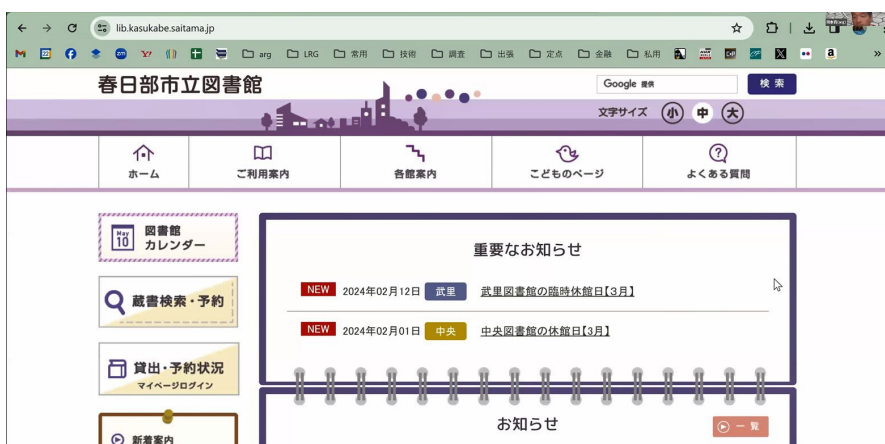 lib.kasukabe.saitama.jp
arg
LRG
常用
技術
調査
出張
定点
金融
私用
春日部市立図書館
Google 提供
検索
文字サイズ 小 中 大
ホーム
ご利用案内
各館案内
こどものページ
よくある質問
May 10
図書館
カレンダー
蔵書検索・予約
貸出・予約状況
マイページログイン
新着案内
重要なお知らせ
NEW 2024年02月12日 武里 武里図書館の臨時休館日【3月】
NEW 2024年02月01日 中央 中央図書館の休館日【3月】
お知らせ
一覧